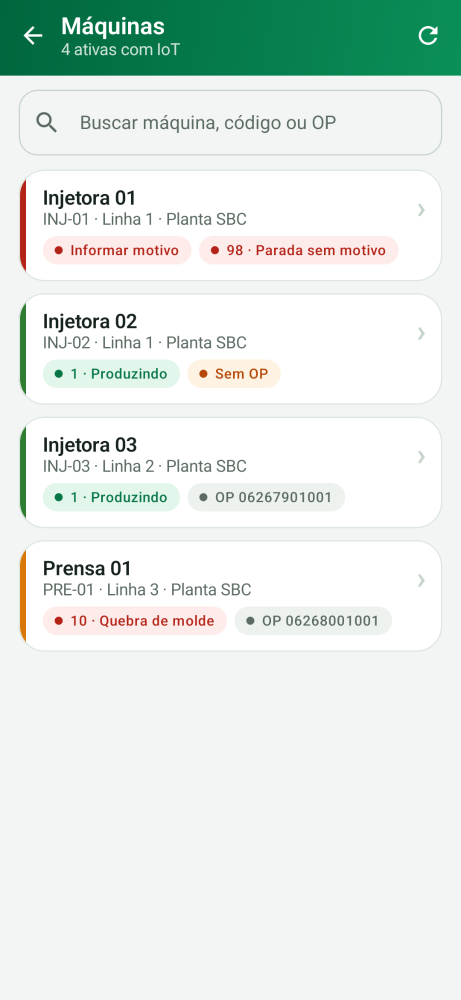 Máquinas
4 ativas com IoT
Buscar máquina, código ou OP
Injetora 01
INJ-01 · Linha 1 · Planta SBC
Informar motivo
98 · Parada sem motivo
Injetora 02
INJ-02 · Linha 1 · Planta SBC
1 · Produzindo
Sem OP
Injetora 03
INJ-03 · Linha 2 · Planta SBC
1 · Produzindo
OP 06267901001
Prensa 01
PRE-01 · Linha 3 · Planta SBC
10 · Quebra de molde
OP 06268001001